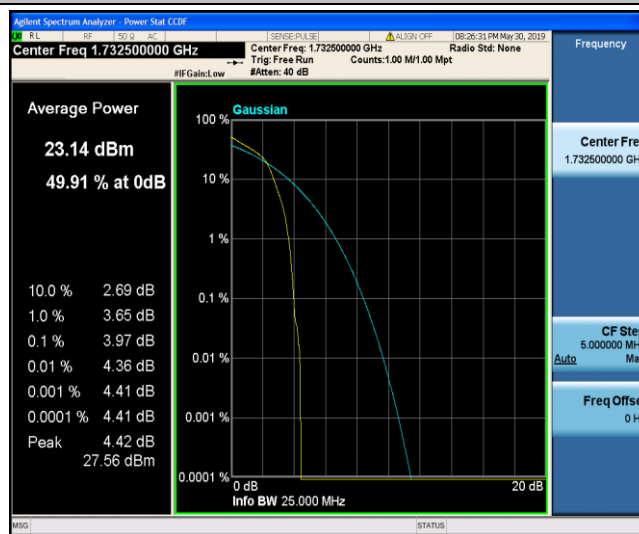 Agilent Spectrum Analyzer - Power Stat CCDF
RL RF 50 Ω AC SENSE:PULSE ALIGN OFF 08:26:31 PM May 30, 2019
Center Freq 1.732500000 GHz
Center Freq: 1.732500000 GHz Radio Std: None
Trig: Free Run Counts:1.00 M/1.00 Mpt
#IFGain:Low #Atten: 40 dB
Frequency
Average Power
23.14 dBm
49.91 % at 0dB
10.0 % 2.69 dB
1.0 % 3.65 dB
0.1 % 3.97 dB
0.01 % 4.36 dB
0.001 % 4.41 dB
0.0001 % 4.41 dB
Peak 4.42 dB
27.56 dBm
Gaussian
100 %
10 %
1 %
0.1 %
0.01 %
0.001 %
0.0001 %
0 dB 20 dB
Info BW 25.000 MHz
Center Fre
1.732500000 GH
CF Ste
5.000000 MH
Auto Ma
Freq Offse
0 H
MSG STATUS